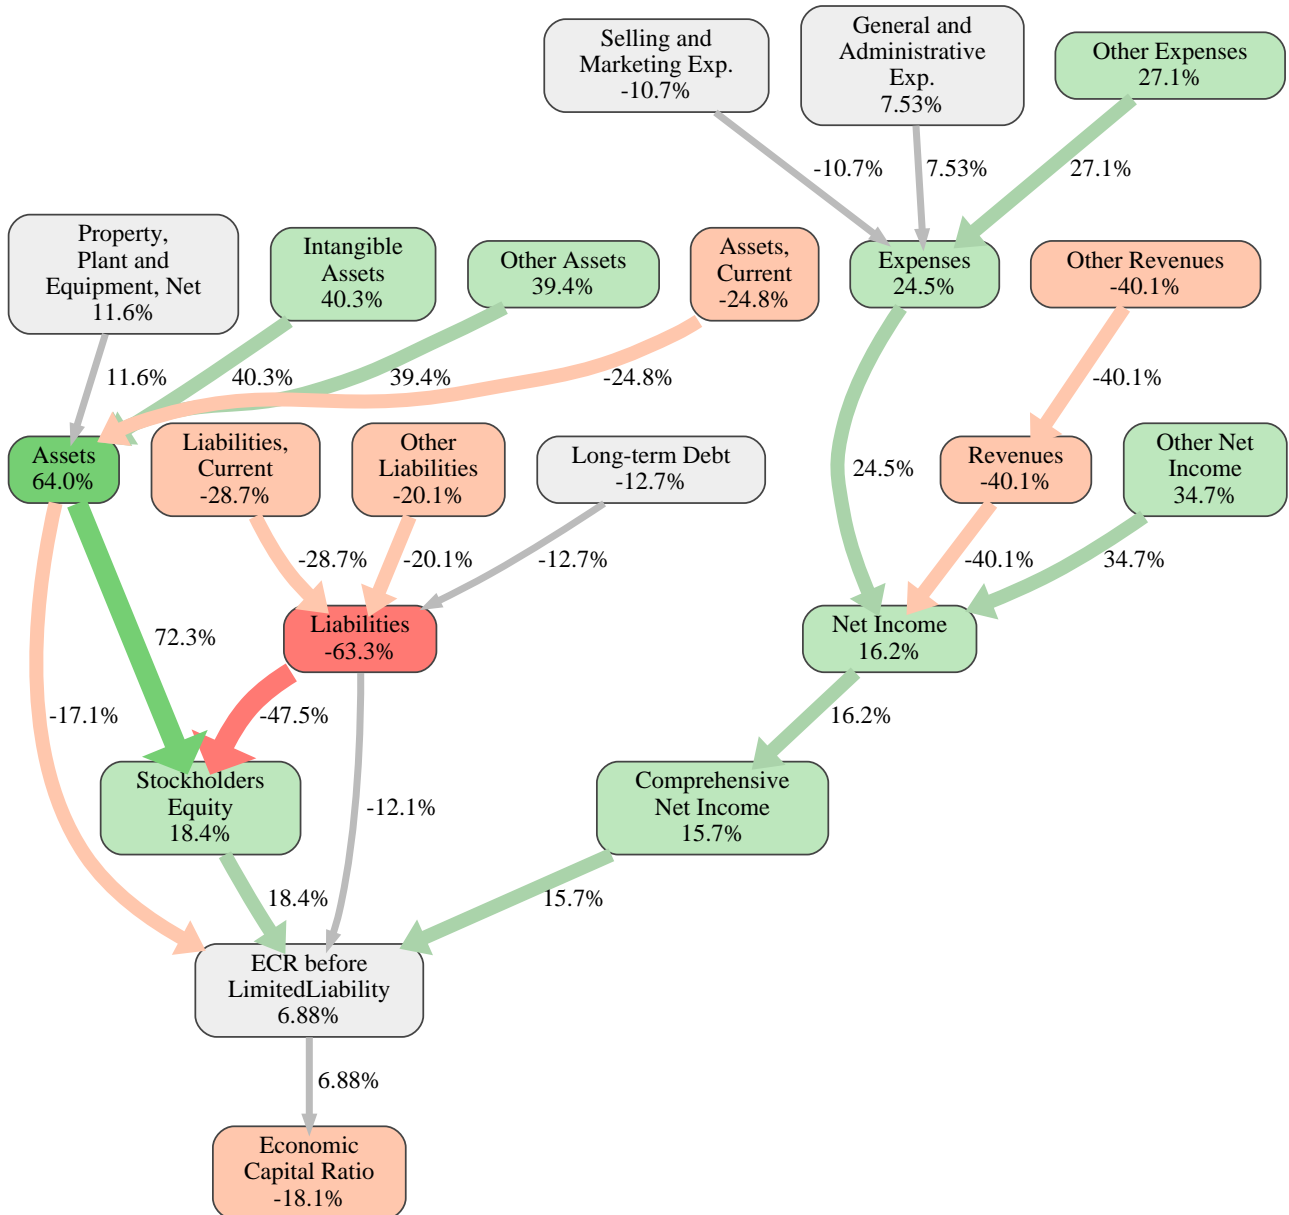 Selling and
Marketing Exp.
-10.7%
General and
Administrative
Exp.
7.53%
Other Expenses
27.1%
-10.7%
7.53%
27.1%
Property,
Plant and
Equipment, Net
11.6%
Intangible
Assets
40.3%
Other Assets
39.4%
Assets,
Current
-24.8%
Expenses
24.5%
Other Revenues
-40.1%
11.6%
40.3%
39.4%
-24.8%
-40.1%
Assets
64.0%
Liabilities,
Current
-28.7%
Other
Liabilities
-20.1%
Long-term Debt
-12.7%
24.5%
Revenues
-40.1%
Other Net
Income
34.7%
-28.7%
-20.1%
-12.7%
-40.1%
34.7%
72.3%
Liabilities
-63.3%
Net Income
16.2%
-17.1%
-47.5%
16.2%
Stockholders
Equity
18.4%
-12.1%
Comprehensive
Net Income
15.7%
18.4%
15.7%
ECR before
LimitedLiability
6.88%
6.88%
Economic
Capital Ratio
-18.1%